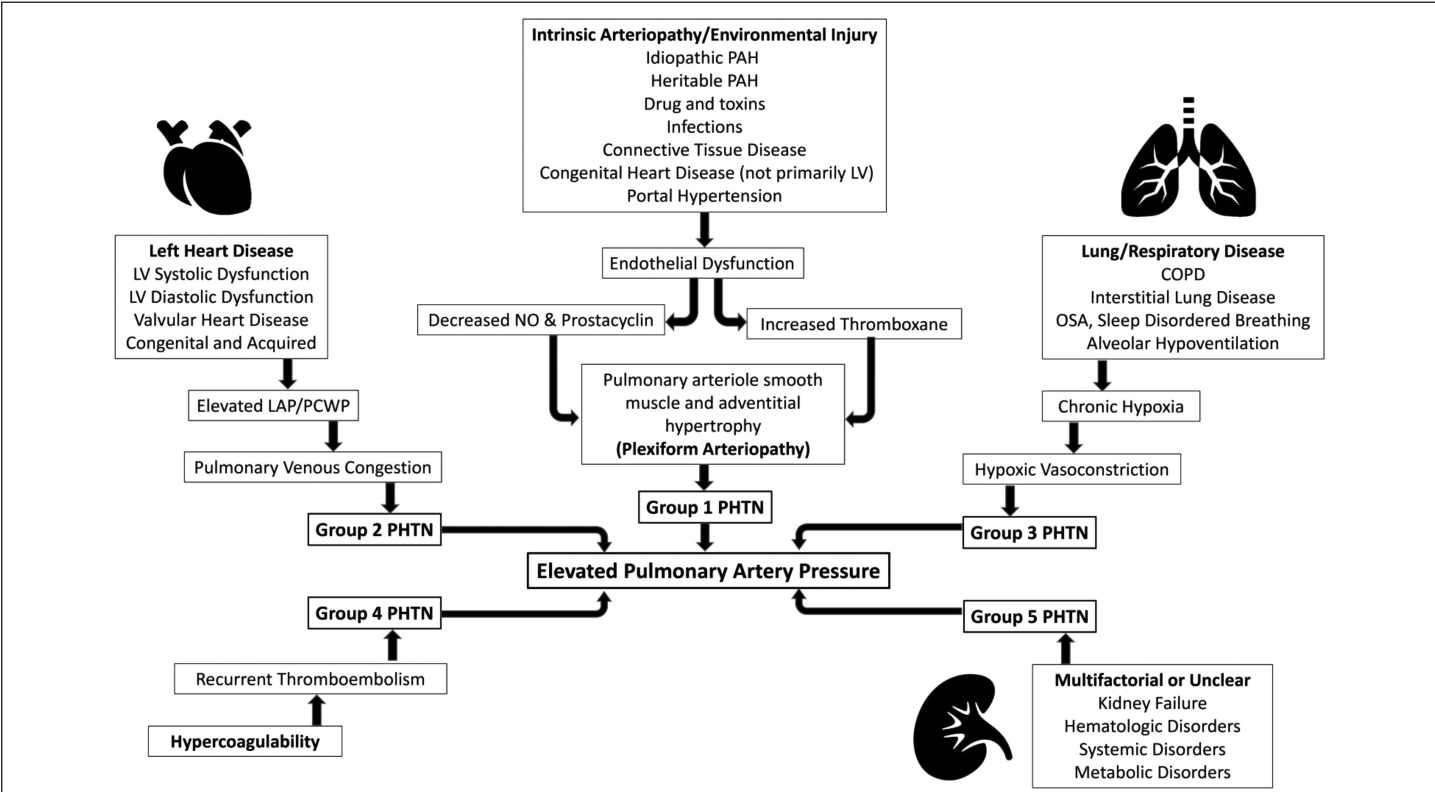 Intrinsic Arteriopathy/Environmental Injury
Idiopathic PAH
Heritable PAH
Drug and toxins
Infections
Connective Tissue Disease
Congenital Heart Disease (not primarily LV)
Portal Hypertension
Endothelial Dysfunction
Decreased NO & Prostacyclin
Increased Thromboxane
Pulmonary arteriole smooth
muscle and adventitial
hypertrophy
(Plexiform Arteriopathy)
Group 1 PHTN
Left Heart Disease
LV Systolic Dysfunction
LV Diastolic Dysfunction
Valvular Heart Disease
Congenital and Acquired
Elevated LAP/PCWP
Pulmonary Venous Congestion
Group 2 PHTN
Lung/Respiratory Disease
COPD
Interstitial Lung Disease
OSA, Sleep Disordered Breathing
Alveolar Hypoventilation
Chronic Hypoxia
Hypoxic Vasoconstriction
Group 3 PHTN
Elevated Pulmonary Artery Pressure
Group 4 PHTN
Recurrent Thromboembolism
Hypercoagulability
Group 5 PHTN
Multifactorial or Unclear
Kidney Failure
Hematologic Disorders
Systemic Disorders
Metabolic Disorders